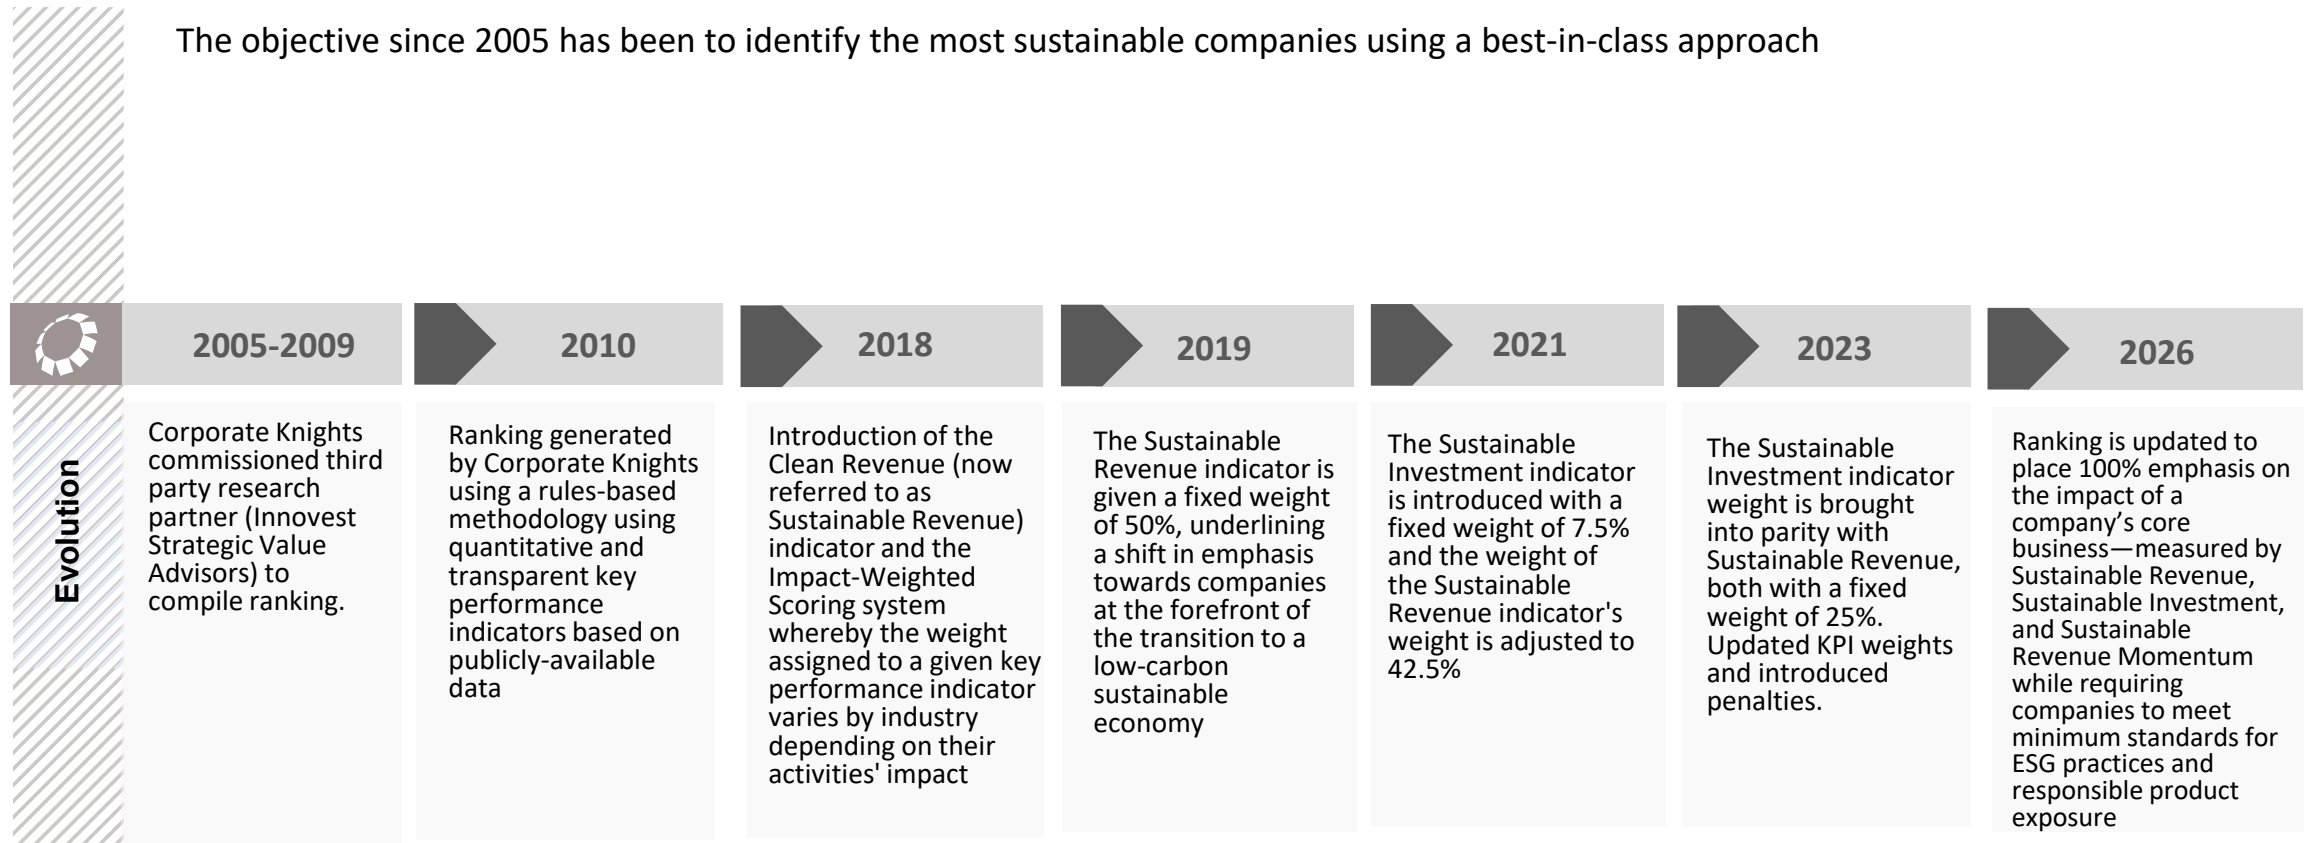 The objective since 2005 has been to identify the most sustainable companies using a best-in-class approach
Evolution
2005-2009
Corporate Knights
commissioned third
party research
partner (Innovest
Strategic Value
Advisors) to
compile ranking.
2010
Ranking generated
by Corporate Knights
using a rules-based
methodology using
quantitative and
transparent key
performance
indicators based on
publicly-available
data
2018
Introduction of the
Clean Revenue (now
referred to as
Sustainable Revenue)
indicator and the
Impact-Weighted
Scoring system
whereby the weight
assigned to a given key
performance indicator
varies by industry
depending on their
activities' impact
2019
The Sustainable
Revenue indicator is
given a fixed weight
of 50%, underlining
a shift in emphasis
towards companies
at the forefront of
the transition to a
low-carbon
sustainable
economy
2021
The Sustainable
Investment indicator
is introduced with a
fixed weight of 7.5%
and the weight of
the Sustainable
Revenue indicator's
weight is adjusted to
42.5%
2023
The Sustainable
Investment indicator
weight is brought
into parity with
Sustainable Revenue,
both with a fixed
weight of 25%.
Updated KPI weights
and introduced
penalties.
2026
Ranking is updated to
place 100% emphasis on
the impact of a
company’s core
business—measured by
Sustainable Revenue,
Sustainable Investment,
and Sustainable
Revenue Momentum
while requiring
companies to meet
minimum standards for
ESG practices and
responsible product
exposure